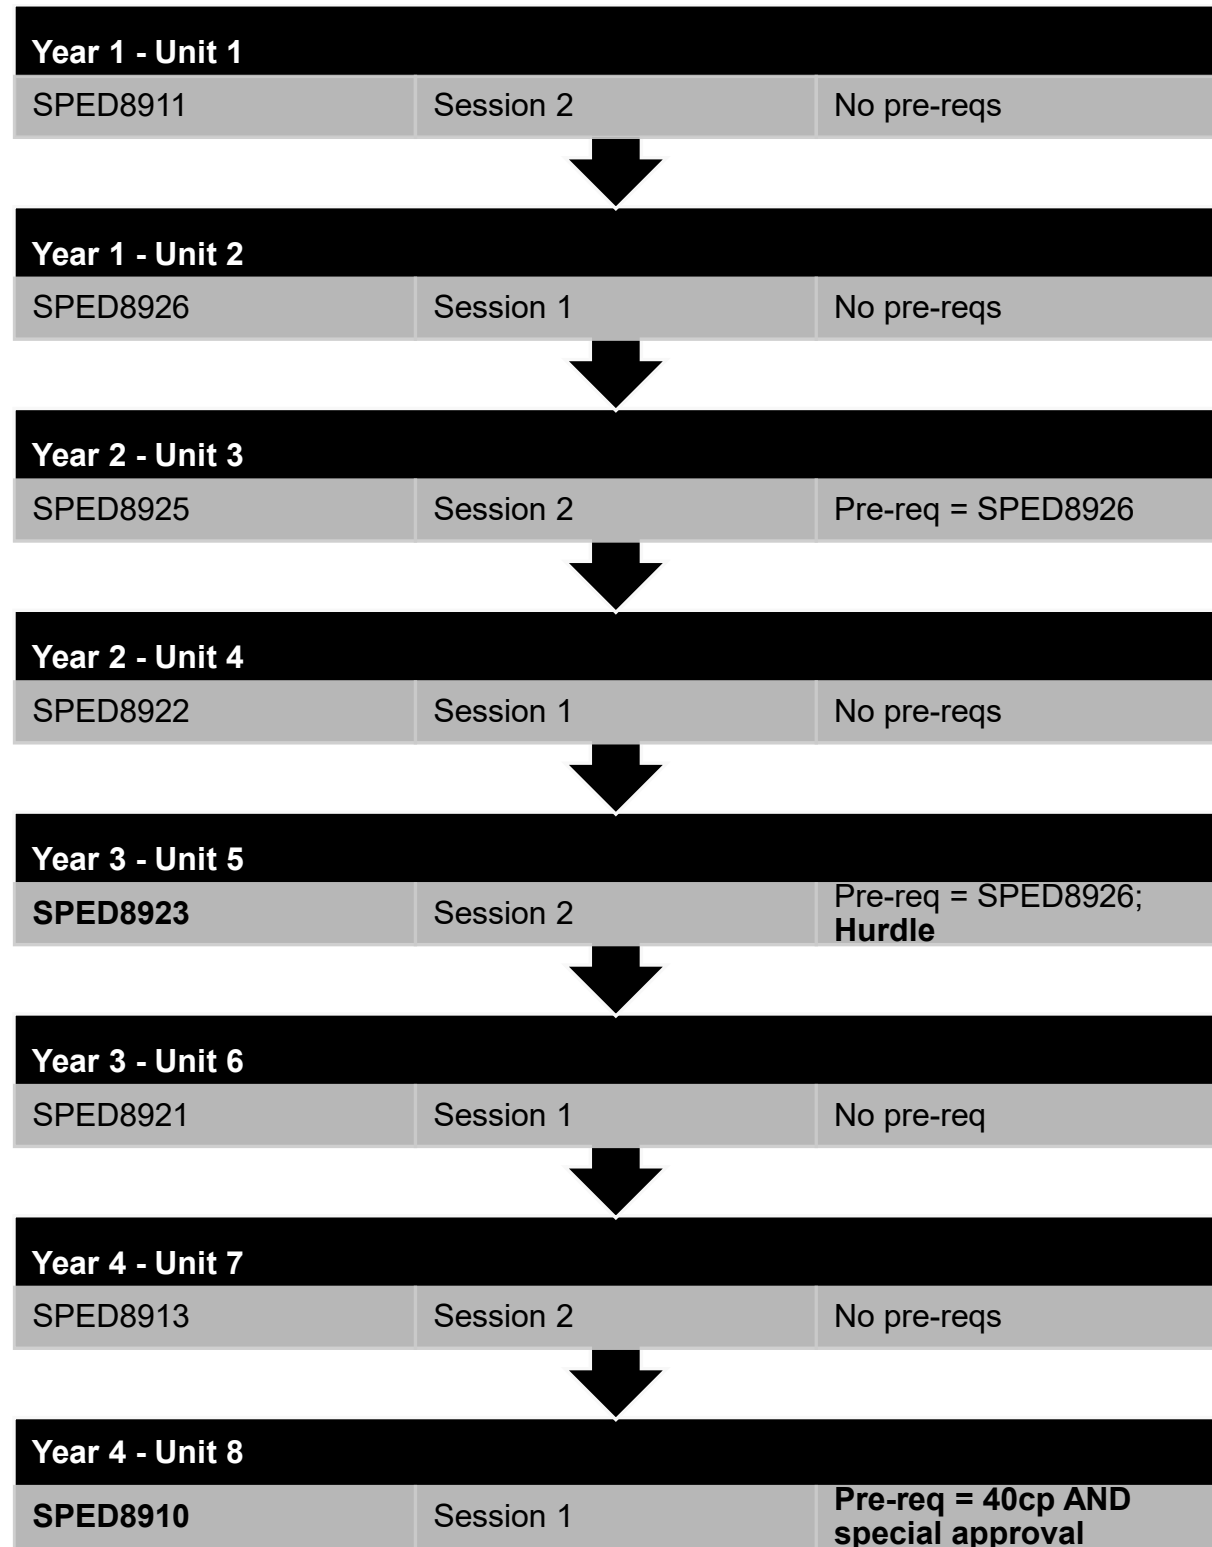 Year 1 - Unit 1
SPED8911 Session 2 No pre-reqs
Year 1 - Unit 2
SPED8926 Session 1 No pre-reqs
Year 2 - Unit 3
SPED8925 Session 2 Pre-req = SPED8926
Year 2 - Unit 4
SPED8922 Session 1 No pre-reqs
Year 3 - Unit 5
SPED8923 Session 2 Pre-req = SPED8926;
Hurdle
Year 3 - Unit 6
SPED8921 Session 1 No pre-req
Year 4 - Unit 7
SPED8913 Session 2 No pre-reqs
Year 4 - Unit 8
SPED8910 Session 1 Pre-req = 40cp AND
special approval